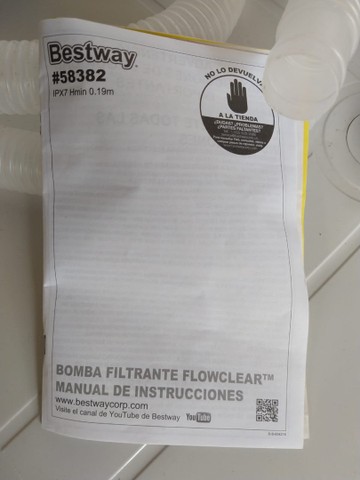 Bestway
#58382
IPX7 Hmin 0.19m
NO LO DEVUELVA
A LA TIENDA
BOMBA FILTRANTE FLOWCLEAR™
MANUAL DE INSTRUCCIONES
www.bestwaycorp.com
Visite el canal de YouTube de Bestway YouTube